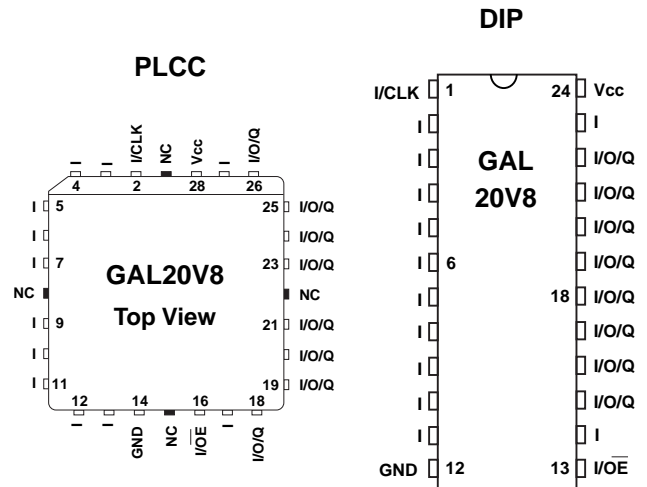 DIP
PLCC
I I I/CLK NC Vcc I I/O/Q
4 2 28 26
I 5 25 I/O/Q
I I/O/Q
I 7 23 I/O/Q
NC GAL20V8 NC
Top View
I 9 21 I/O/Q
I I/O/Q
I 11 19 I/O/Q
12 14 16 18
I I GND NC I/OE I I/O/Q
I/CLK 1 24 Vcc
I I
I GAL I/O/Q
I 20V8 I/O/Q
I I/O/Q
I 6 I/O/Q
I 18 I/O/Q
I I/O/Q
I I/O/Q
I I/O/Q
I I
GND 12 13 I/OE